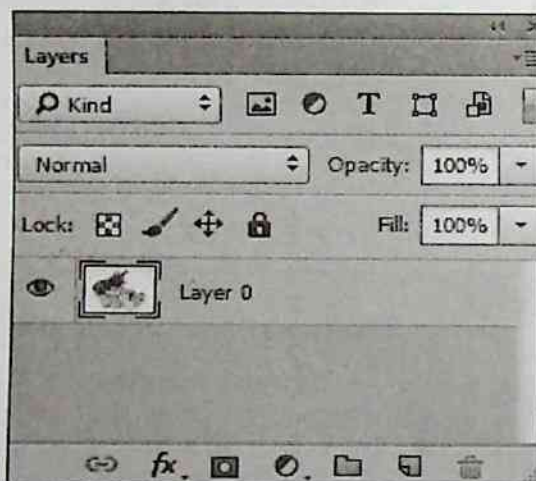 Layers
Kind T
Normal Opacity: 100%
Lock: Fill: 100%
Layer 0
fx